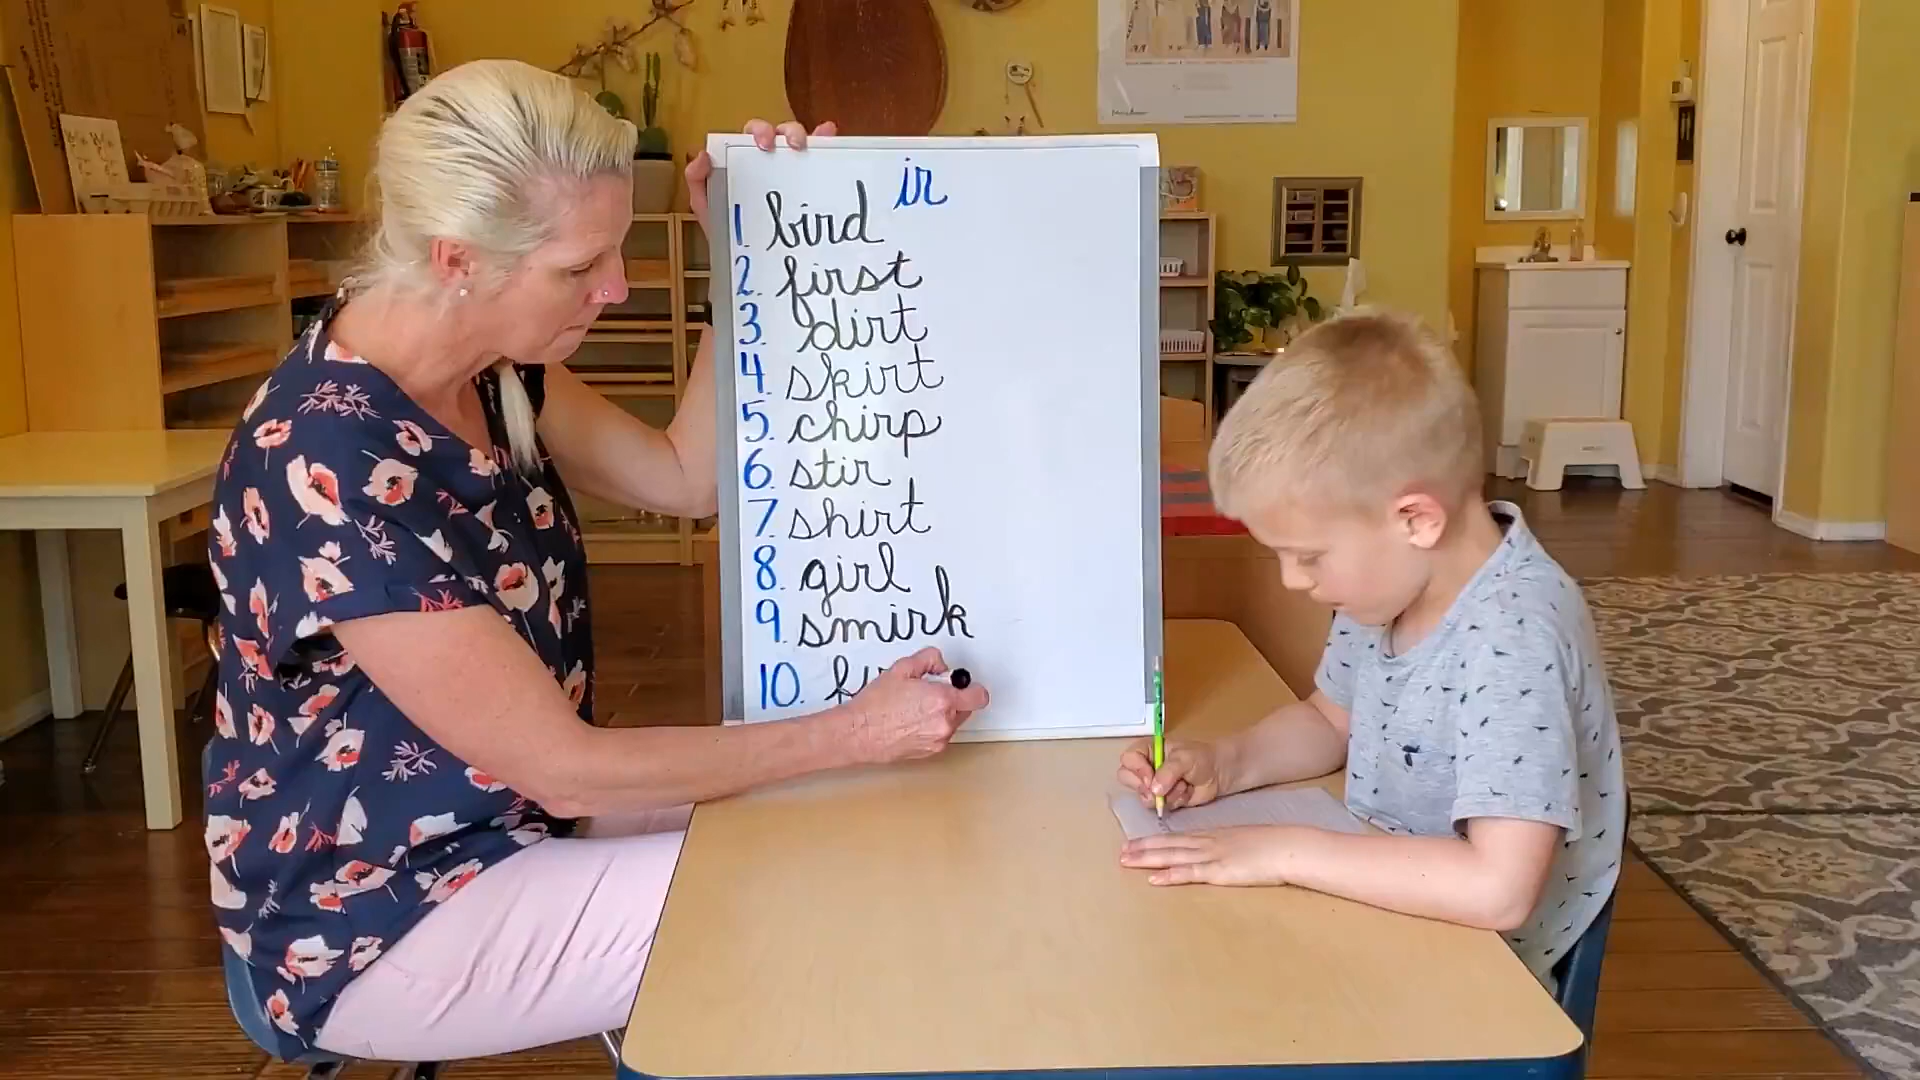 ir
1. bird
2. first
3. dirt
4. skirt
5. chirp
6. stir
7. shirt
8. girl
9. smirk
10.